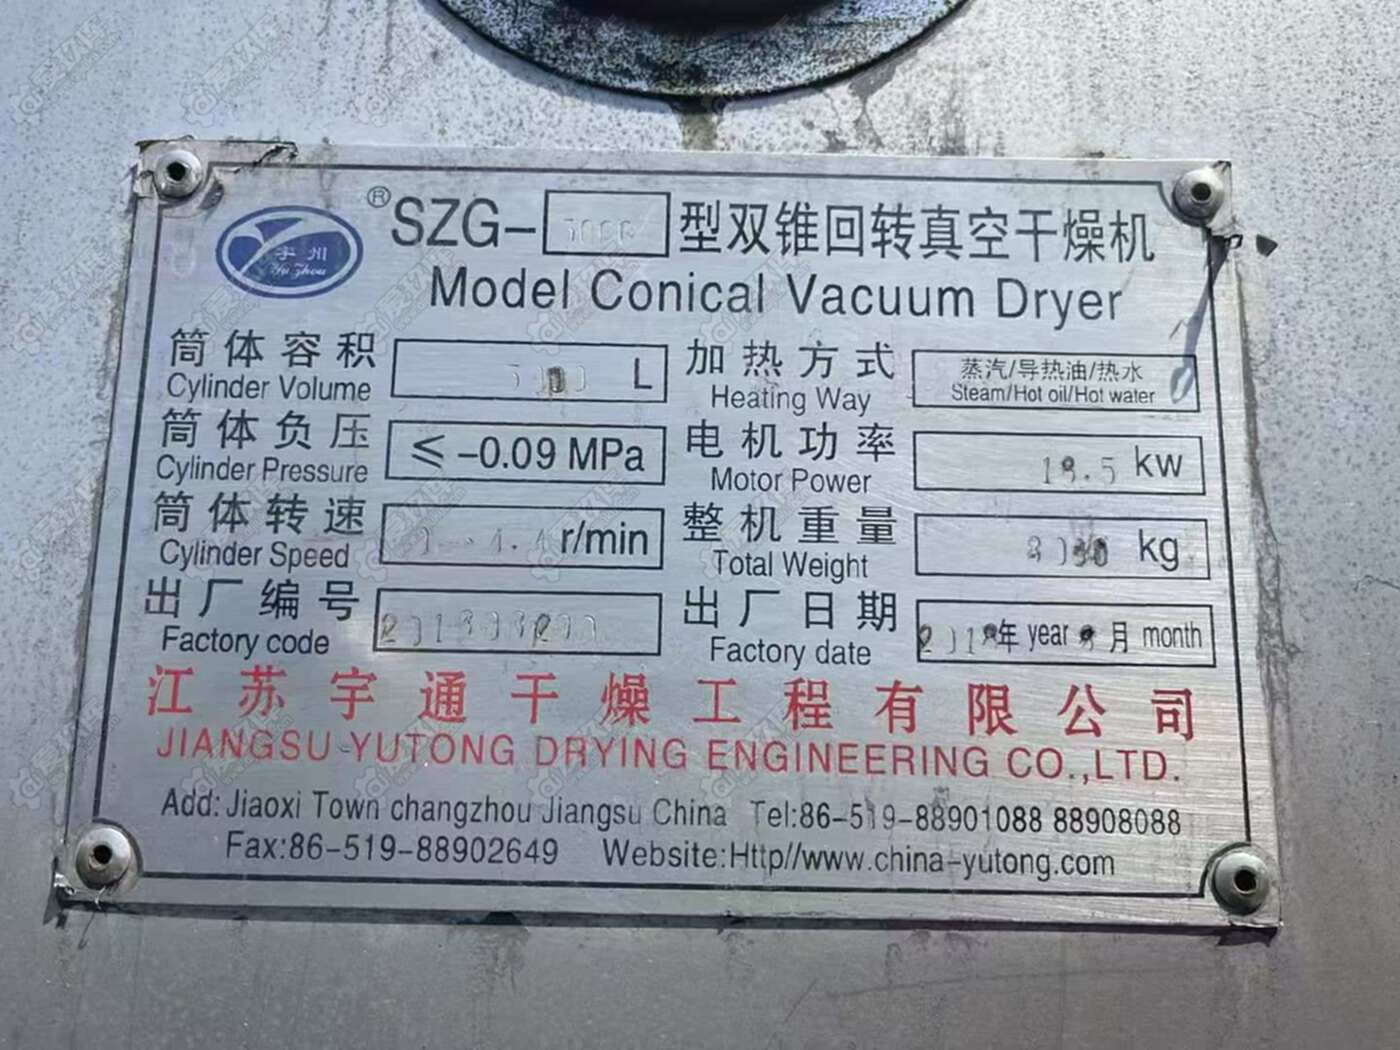 宇州
Yu Zhou
® SZG- 型双锥回转真空干燥机
Model Conical Vacuum Dryer
筒体容积 L 加热方式 蒸汽/导热油/热水
Cylinder Volume Heating Way Steam/Hot oil/Hot water
筒体负压 ≤ -0.09 MPa 电机功率 18.5 kw
Cylinder Pressure Motor Power
筒体转速 r/min 整机重量 kg
Cylinder Speed Total Weight
出厂编号 出厂日期 年 year 月 month
Factory code Factory date
江苏宇通干燥工程有限公司
JIANGSU YUTONG DRYING ENGINEERING CO.,LTD.
Add: Jiaoxi Town changzhou Jiangsu China Tel:86-519-88901088 88908088
Fax:86-519-88902649 Website:Http//www.china-yutong.com